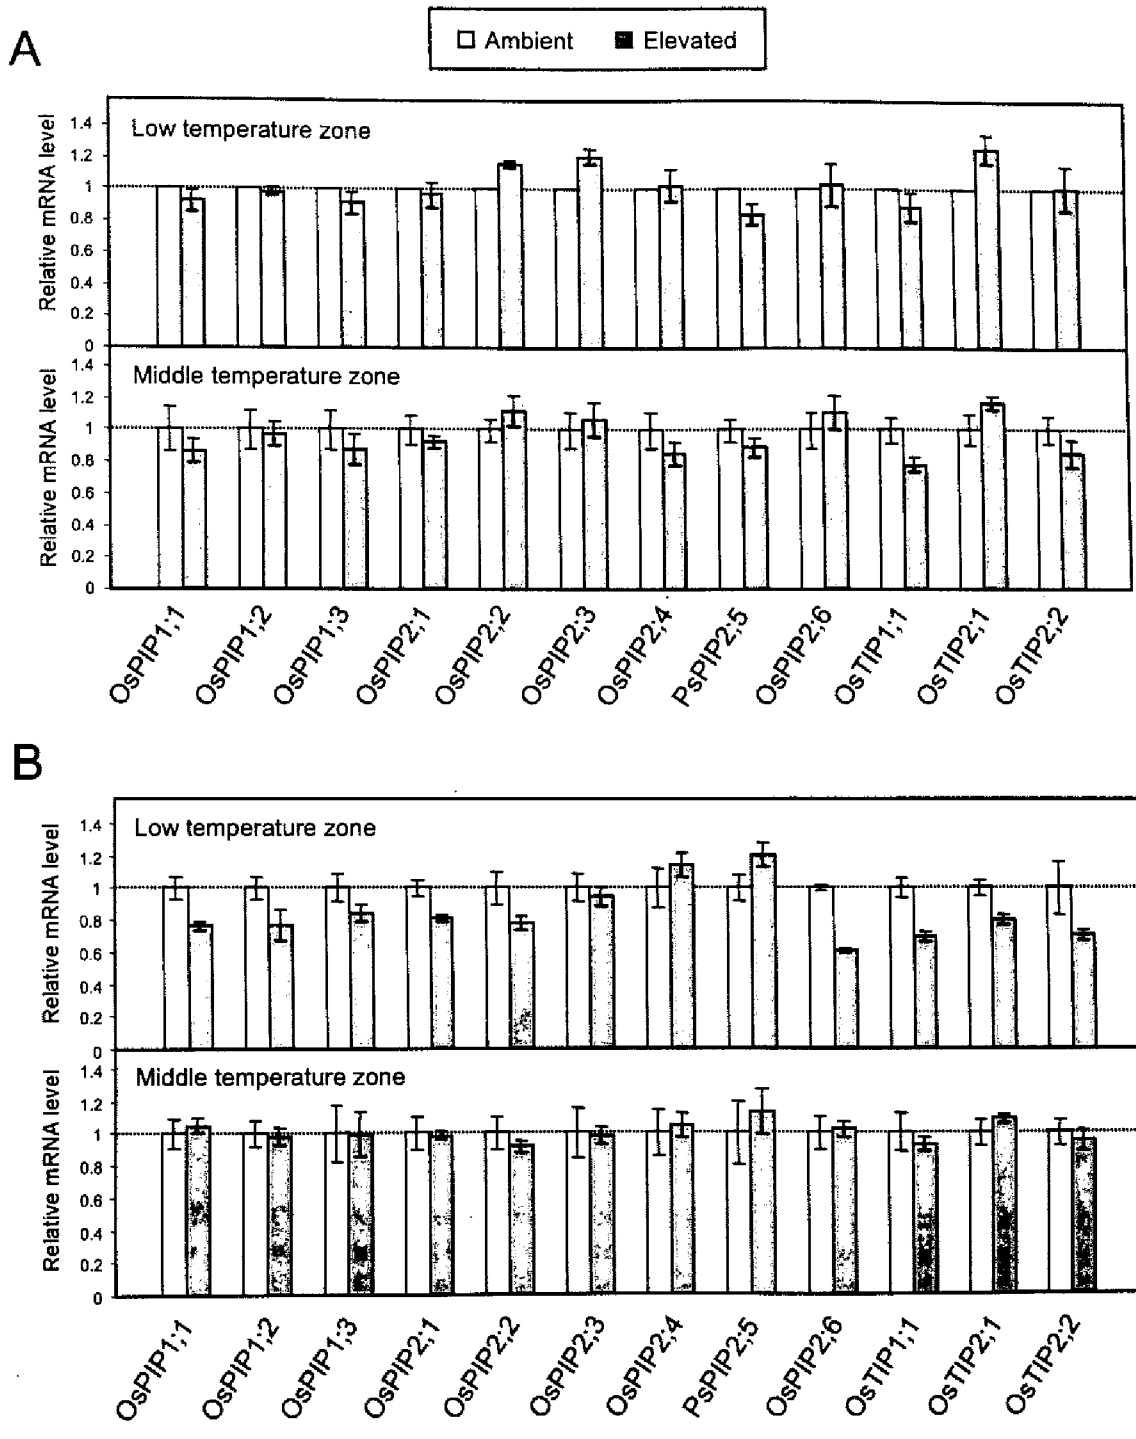 Ambient Elevated
A
Low temperature zone
Relative mRNA level
1.4
1.2
1
0.8
0.6
0.4
0.2
0
Middle temperature zone
Relative mRNA level
1.4
1.2
1
0.8
0.6
0.4
0.2
0
OsPIP1;1 OsPIP1;2 OsPIP1;3 OsPIP2;1 OsPIP2;2 OsPIP2;3 OsPIP2;4 PsPIP2;5 OsPIP2;6 OsTIP1;1 OsTIP2;1 OsTIP2;2
B
Low temperature zone
Relative mRNA level
1.4
1.2
1
0.8
0.6
0.4
0.2
0
Middle temperature zone
Relative mRNA level
1.4
1.2
1
0.8
0.6
0.4
0.2
0
OsPIP1;1 OsPIP1;2 OsPIP1;3 OsPIP2;1 OsPIP2;2 OsPIP2;3 OsPIP2;4 PsPIP2;5 OsPIP2;6 OsTIP1;1 OsTIP2;1 OsTIP2;2